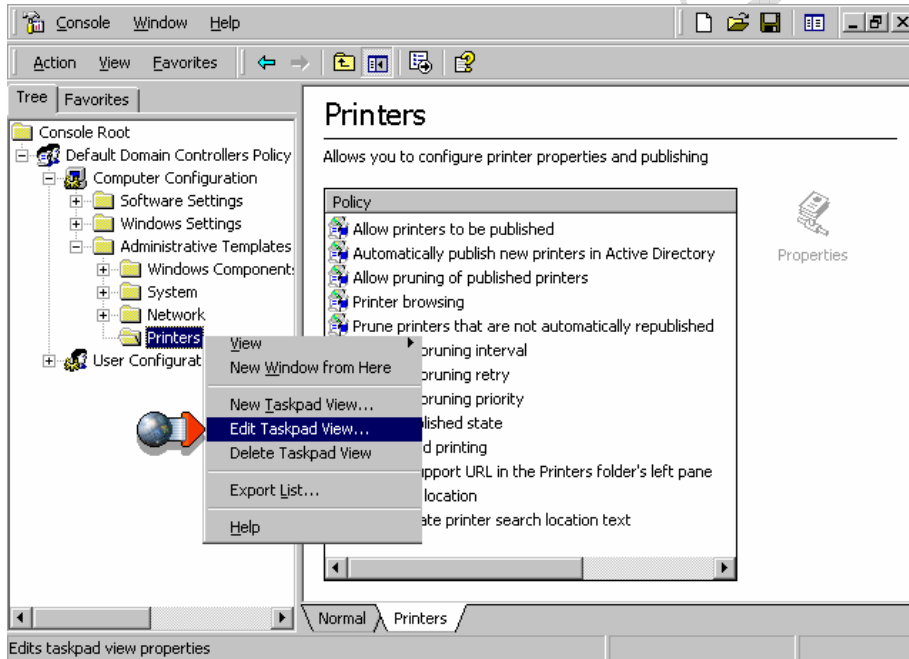 Console Window Help
Action View Favorites
Tree Favorites
Console Root
Default Domain Controllers Policy
Computer Configuration
Software Settings
Windows Settings
Administrative Templates
Windows Component
System
Network
Printers
User Configurat
View
New Window from Here
New Taskpad View...
Edit Taskpad View...
Delete Taskpad View
Export List...
Help
Printers
Allows you to configure printer properties and publishing
Policy
Allow printers to be published
Automatically publish new printers in Active Directory
Allow pruning of published printers
Printer browsing
Prune printers that are not automatically republished
pruning interval
pruning retry
pruning priority
lished state
d printing
pport URL in the Printers folder's left pane
location
ate printer search location text
Properties
Normal Printers
Edits taskpad view properties